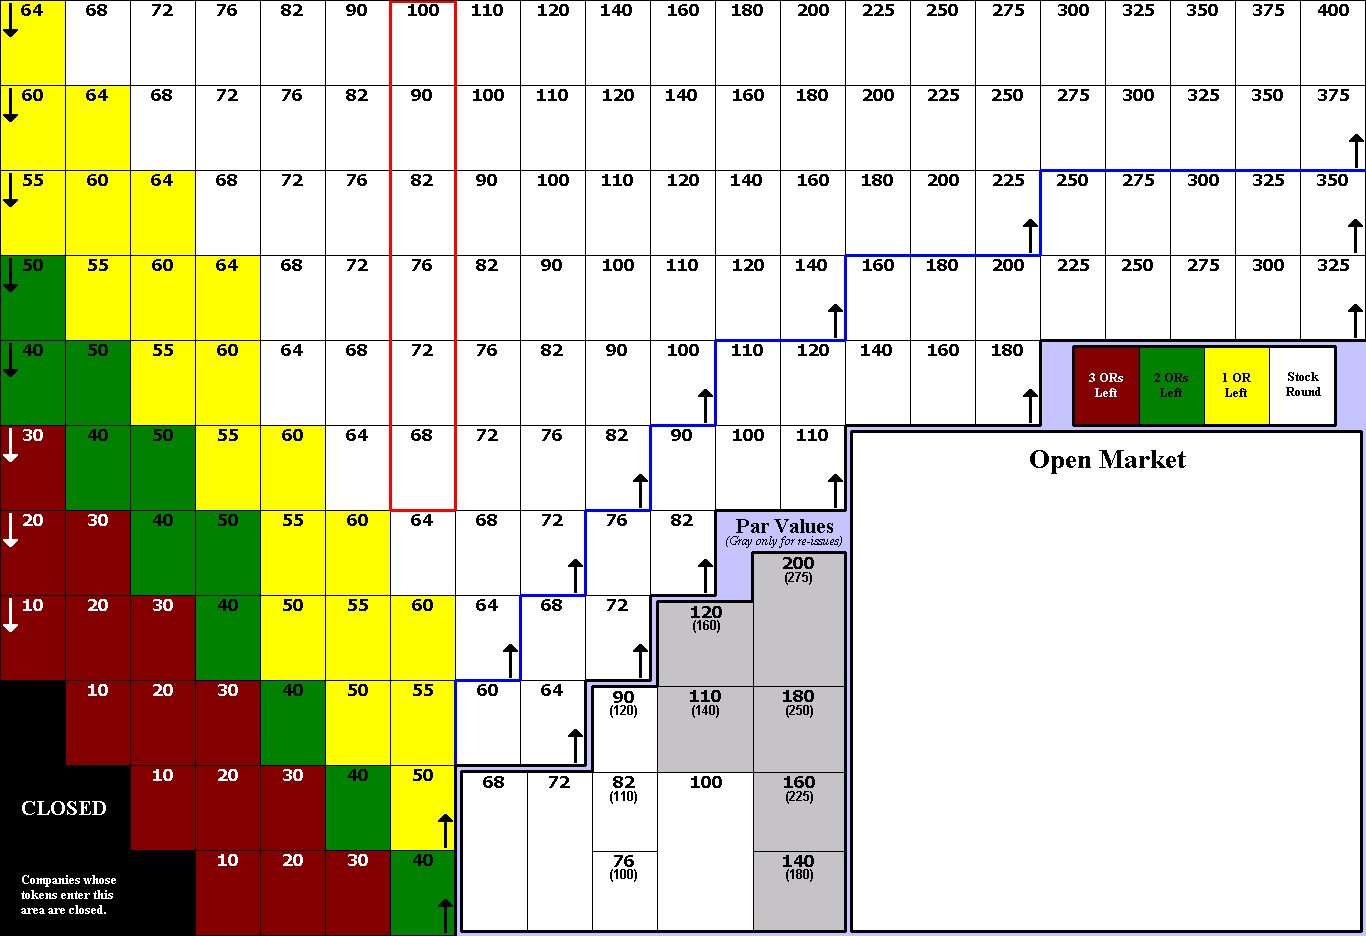 64 68 72 76 82 90 100 110 120 140 160 180 200 225 250 275 300 325 350 375 400
60 64 68 72 76 82 90 100 110 120 140 160 180 200 225 250 275 300 325 350 375
55 60 64 68 72 76 82 90 100 110 120 140 160 180 200 225 250 275 300 325 350
50 55 60 64 68 72 76 82 90 100 110 120 140 160 180 200 225 250 275 300 325
40 50 55 60 64 68 72 76 82 90 100 110 120 140 160 180
3 ORs 2 ORs 1 OR Stock
Left Left Left Round
30 40 50 55 60 64 68 72 76 82 90 100 110
Open Market
20 30 40 50 55 60 64 68 72 76 82
Par Values
(Gray only for re-issues)
200
(275)
10 20 30 40 50 55 60 64 68 72
120
(160)
10 20 30 40 50 55 60 64
90 110 180
(120) (140) (250)
10 20 30 40 50
68 72 82 100 160
(110) (225)
CLOSED
10 20 30 40
76 140
(100) (180)
Companies whose
tokens enter this
area are closed.